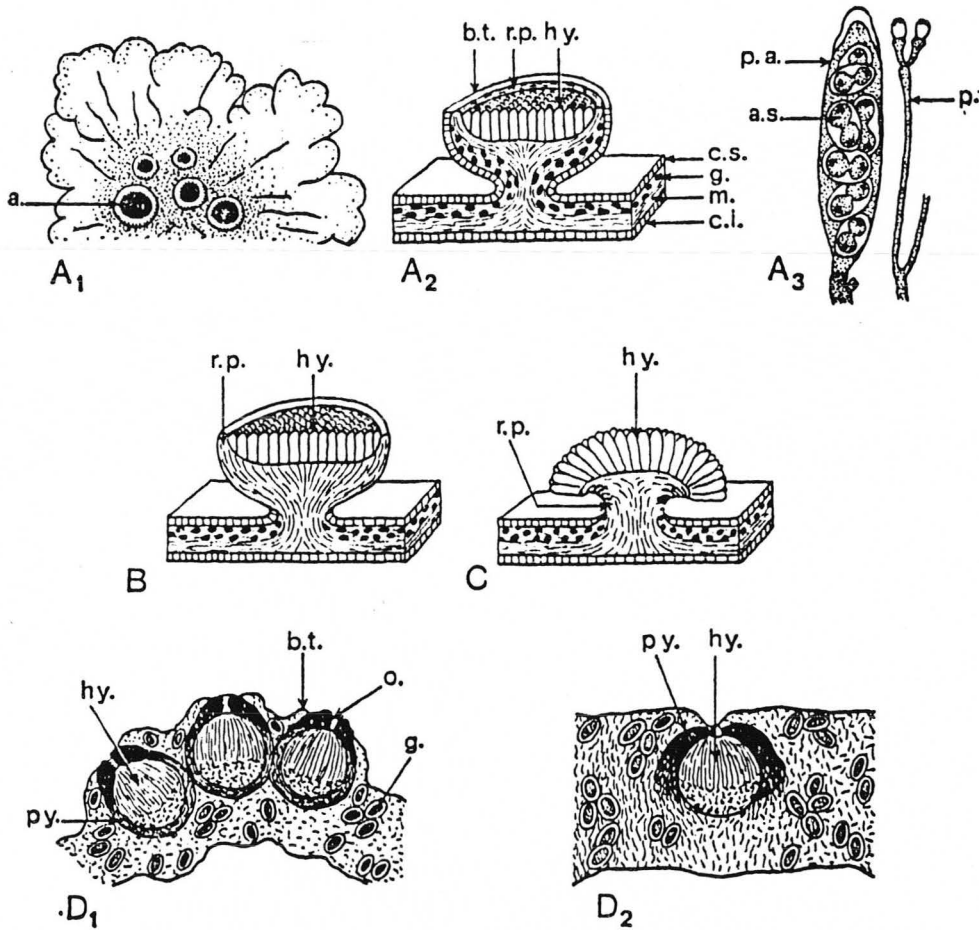 b.t. r.p. hy.
p.a.
a.s.
p.
a.
c.s.
g.
m.
c.i.
A1
A2
A3
r.p. hy.
hy.
r.p.
B
C
b.t.
o.
hy.
g.
py.
py. hy.
.D1
D2